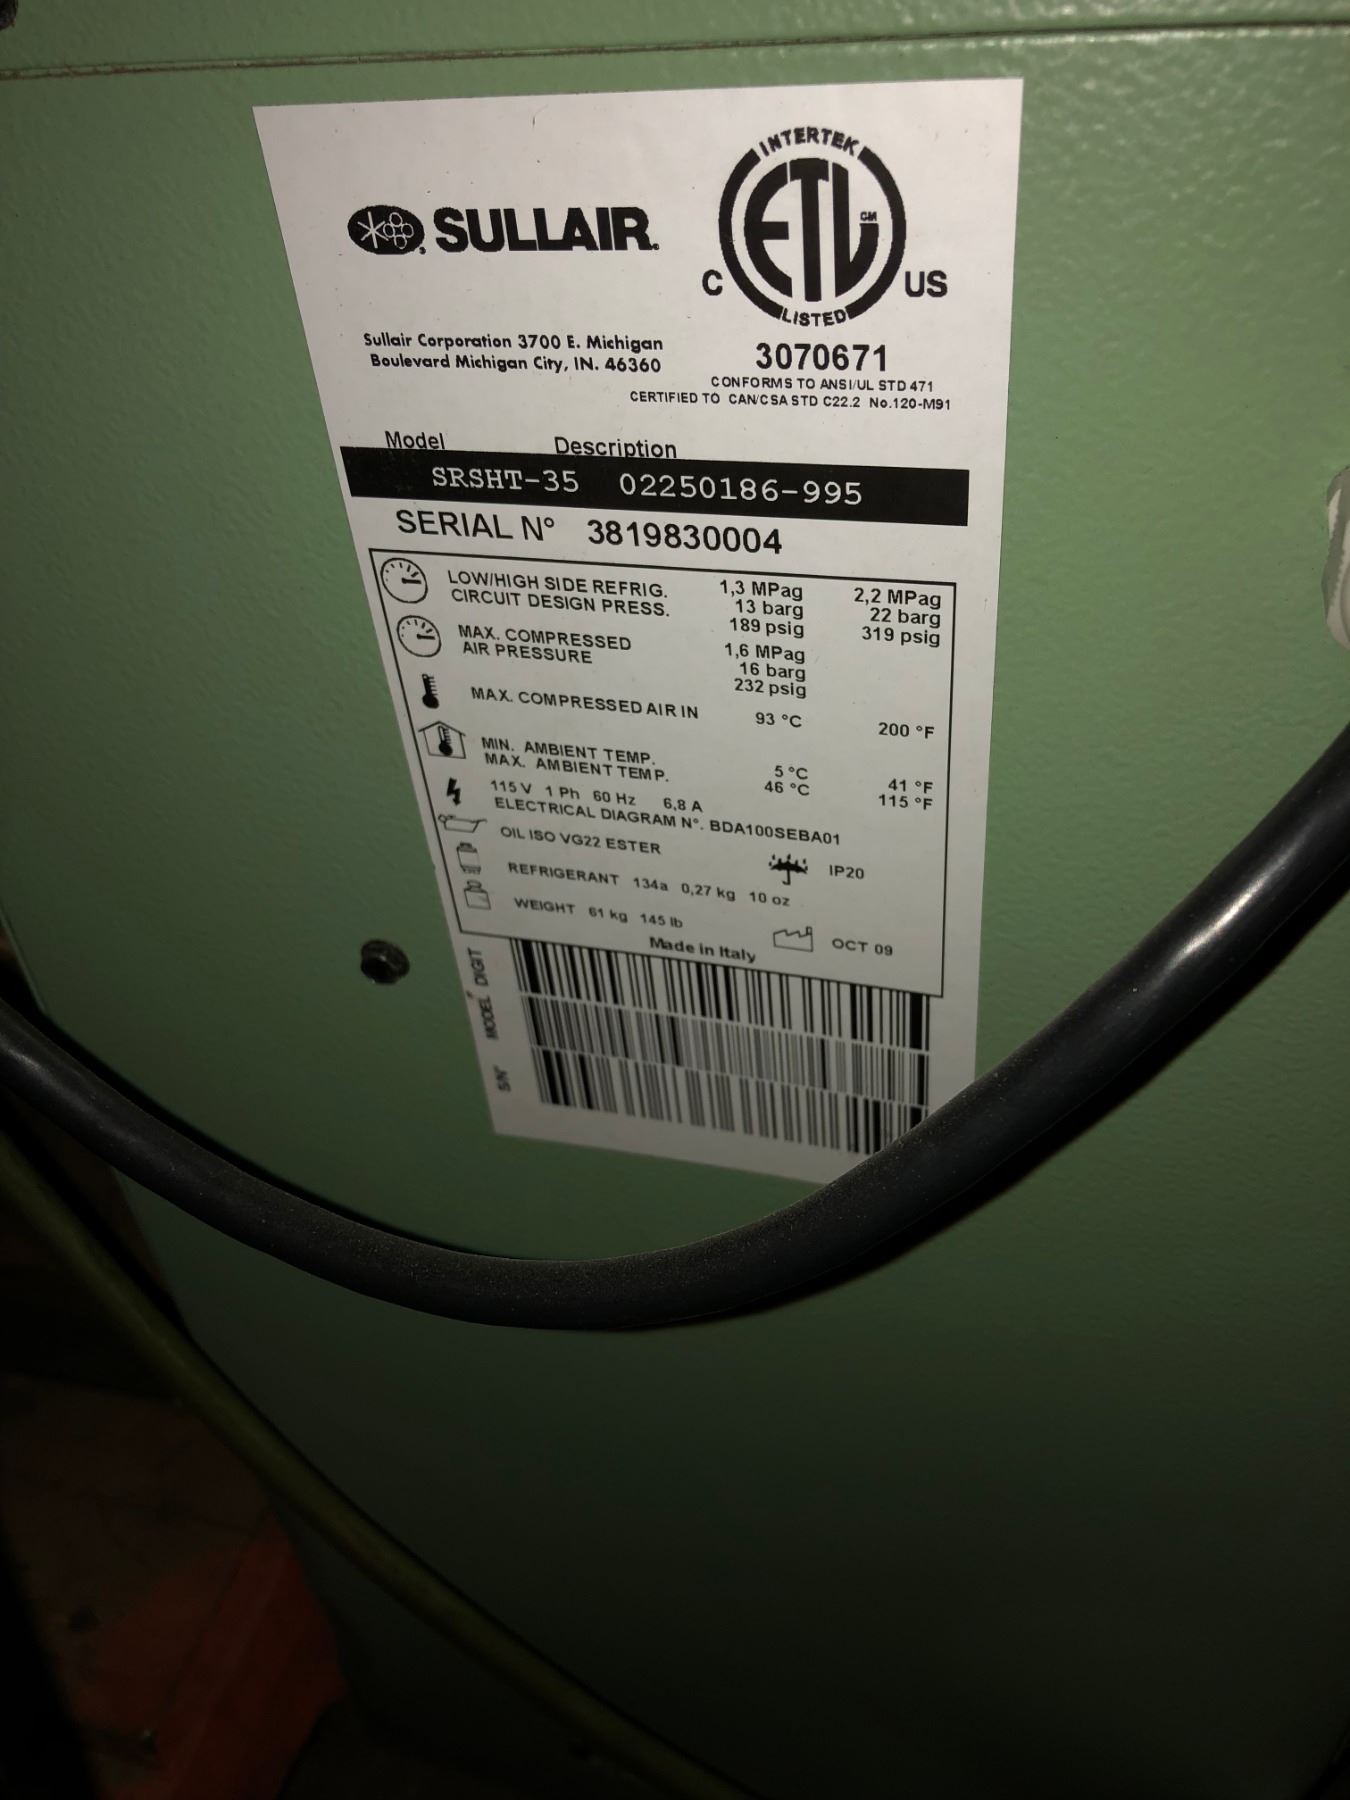 INTERTEK
ETL CM
C US
LISTED
SULLAIR.
3070671
Sullair Corporation 3700 E. Michigan
Boulevard Michigan City, IN. 46360
CONFORMS TO ANSI/UL STD 471
CERTIFIED TO CAN/CSA STD C22.2 No.120-M91
Model Description
SRSHT-35 02250186-995
SERIAL N° 3819830004
LOW/HIGH SIDE REFRIG. 1,3 MPag 2,2 MPag
CIRCUIT DESIGN PRESS. 13 barg 22 barg
189 psig 319 psig
MAX. COMPRESSED 1,6 MPag
AIR PRESSURE 16 barg
232 psig
MAX. COMPRESSED AIR IN 93 °C 200 °F
MIN. AMBIENT TEMP. 5 °C 41 °F
MAX. AMBIENT TEMP. 46 °C 115 °F
115 V 1 Ph 60 Hz 6,8 A
ELECTRICAL DIAGRAM N°. BDA100SEBA01
OIL ISO VG22 ESTER IP20
REFRIGERANT 134a 0,27 kg 10 oz
WEIGHT 61 kg 145 lb OCT 09
Made in Italy
DIGIT
MODEL
S/N°